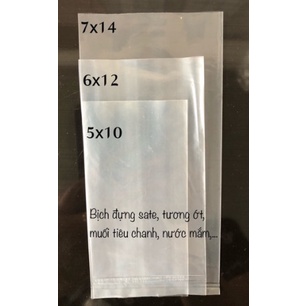 7x14
6x12
5x10
Bịch đựng sate, tương ớt,
muối tiêu chanh, nước mắm,...